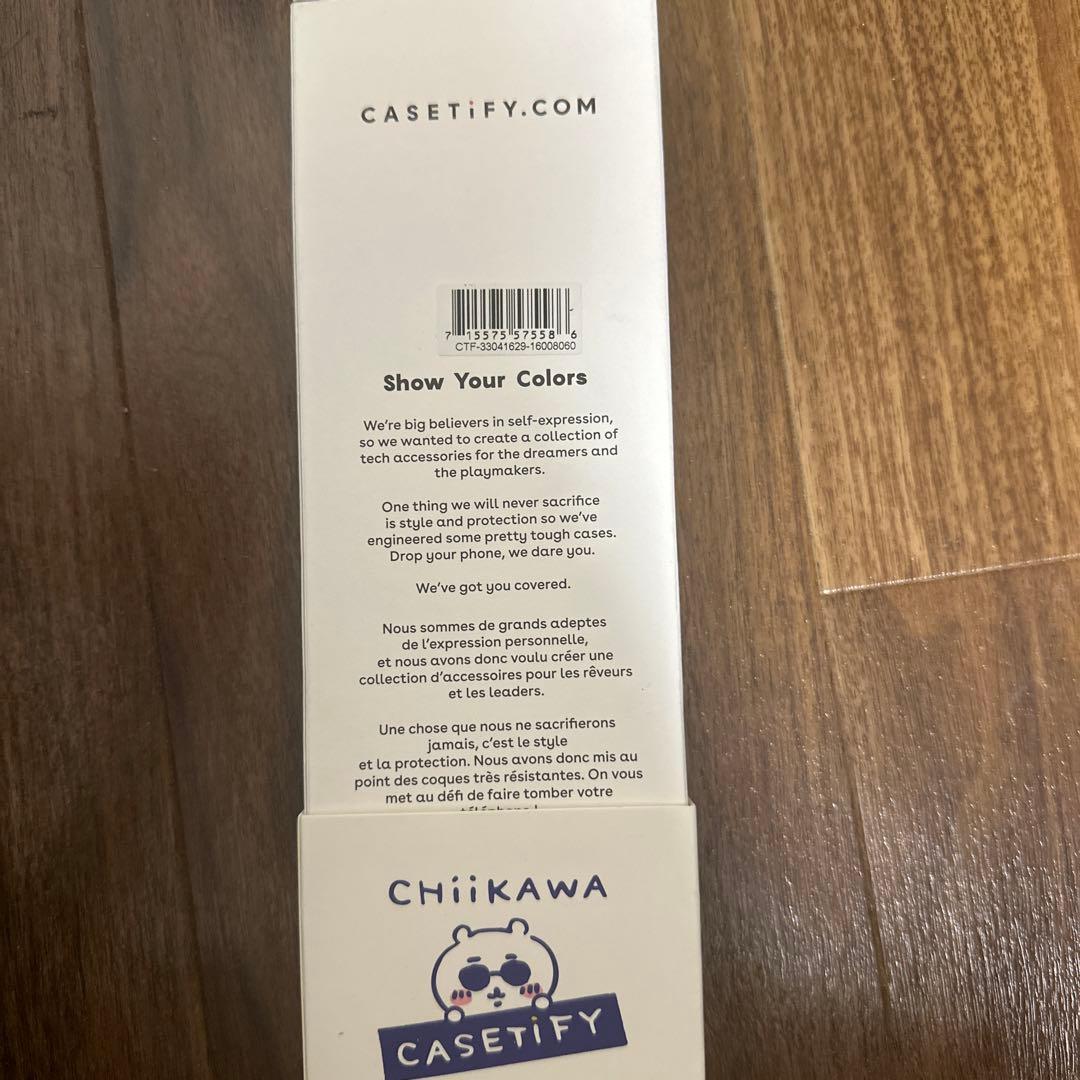 CASETiFY.COM
7 15575 57558 6
CTF-33041629-16008060
Show Your Colors
We're big believers in self-expression,
so we wanted to create a collection of
tech accessories for the dreamers and
the playmakers.
One thing we will never sacrifice
is style and protection so we've
engineered some pretty tough cases.
Drop your phone, we dare you.
We've got you covered.
Nous sommes de grands adeptes
de l'expression personnelle,
et nous avons donc voulu créer une
collection d'accessoires pour les rêveurs
et les leaders.
Une chose que nous ne sacrifierons
jamais, c'est le style
et la protection. Nous avons donc mis au
point des coques très résistantes. On vous
met au défi de faire tomber votre
CHiiKAWA
CASETiFY